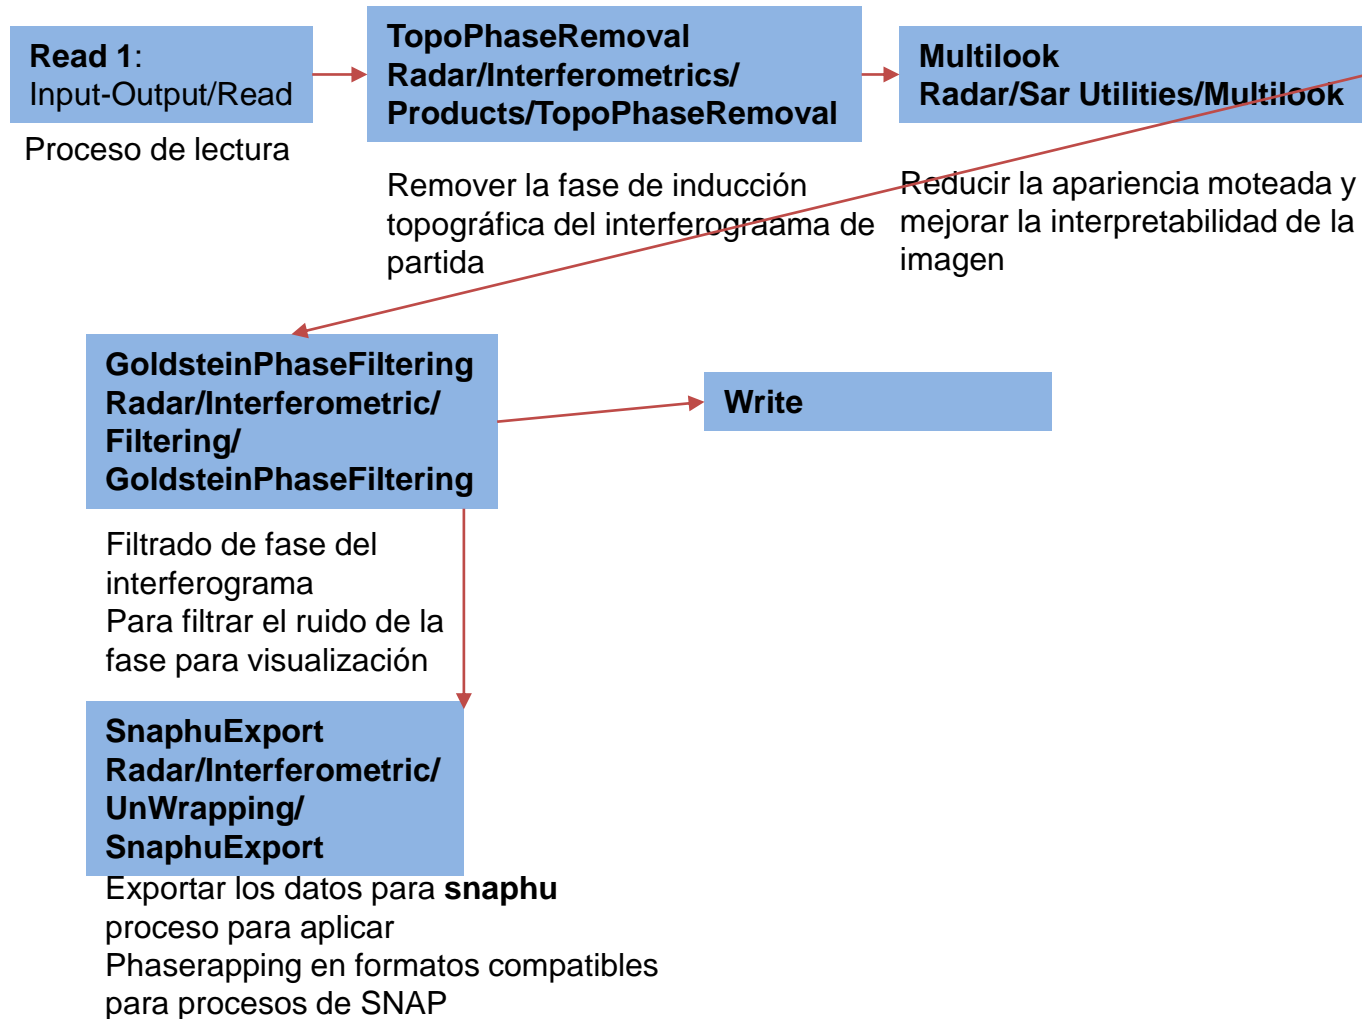 Read 1:
Input-Output/Read
Proceso de lectura
TopoPhaseRemoval
Radar/Interferometrics/
Products/TopoPhaseRemoval
Remover la fase de inducción
topográfica del interferograama de
partida
Multilook
Radar/Sar Utilities/Multilook
Reducir la apariencia moteada y
mejorar la interpretabilidad de la
imagen
GoldsteinPhaseFiltering
Radar/Interferometric/
Filtering/
GoldsteinPhaseFiltering
Write
Filtrado de fase del
interferograma
Para filtrar el ruido de la
fase para visualización
SnaphuExport
Radar/Interferometric/
UnWrapping/
SnaphuExport
Exportar los datos para snaphu
proceso para aplicar
Phaserapping en formatos compatibles
para procesos de SNAP